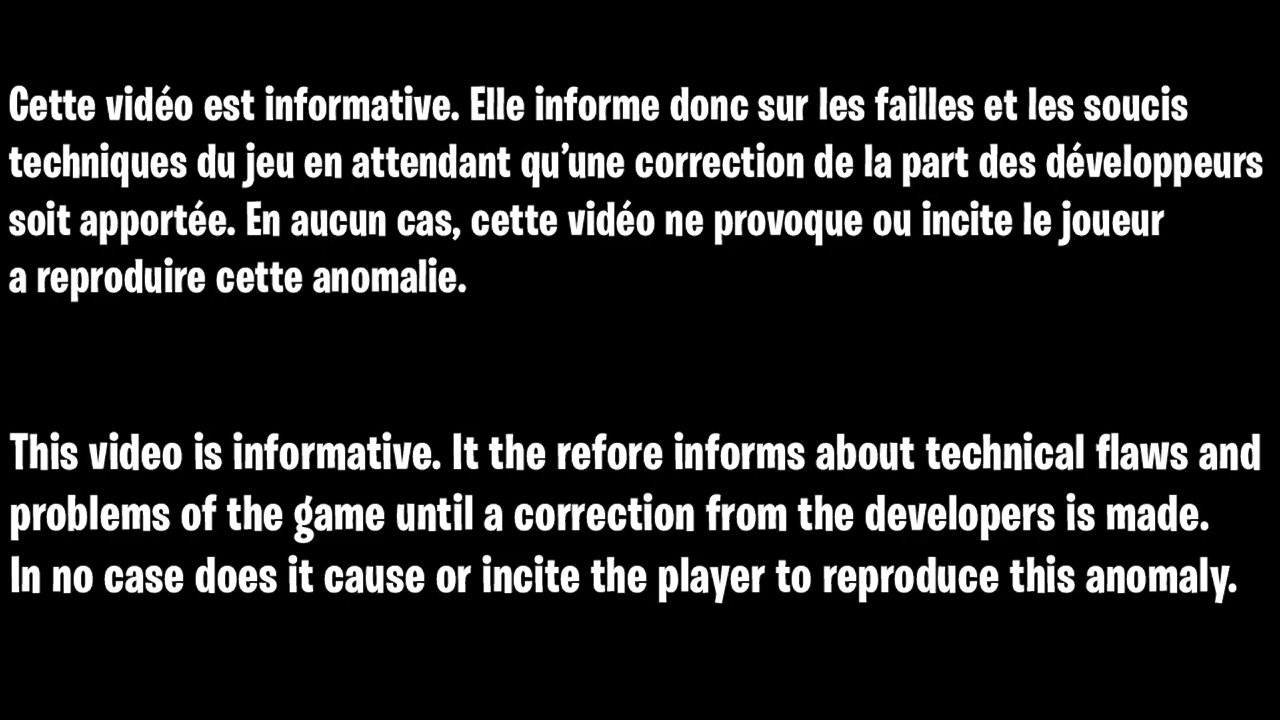 Cette vidéo est informative. Elle informe donc sur les failles et les soucis
techniques du jeu en attendant qu’une correction de la part des développeurs
soit apportée. En aucun cas, cette vidéo ne provoque ou incite le joueur
a reproduire cette anomalie.
This video is informative. It the refore informs about technical flaws and
problems of the game until a correction from the developers is made.
In no case does it cause or incite the player to reproduce this anomaly.